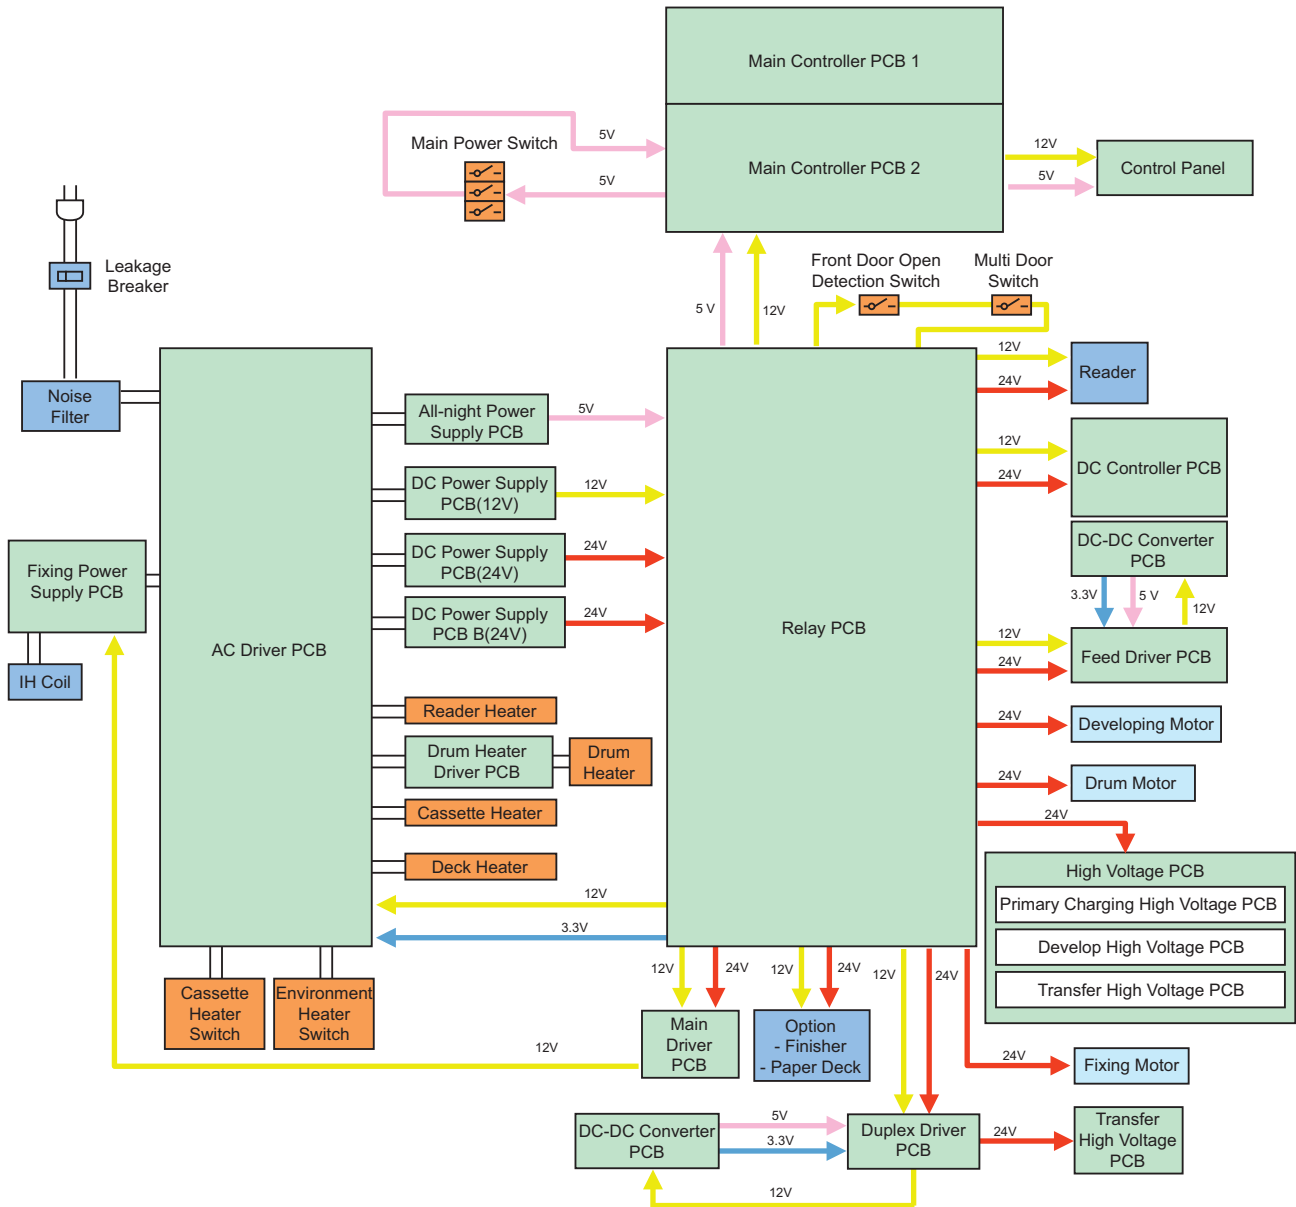 Main Controller PCB 1
5V
Main Power Switch
Main Controller PCB 2
12V
5V
Control Panel
5V
Leakage
Breaker
Front Door Open
Detection Switch
Multi Door
Switch
5 V
12V
Noise
Filter
All-night Power
Supply PCB
5V
12V
24V
Reader
DC Power Supply
PCB(12V)
12V
12V
24V
DC Controller PCB
Fixing Power
Supply PCB
DC Power Supply
PCB(24V)
24V
DC-DC Converter
PCB
3.3V
5 V
12V
DC Power Supply
PCB B(24V)
24V
Relay PCB
AC Driver PCB
12V
24V
Feed Driver PCB
IH Coil
Reader Heater
24V
Developing Motor
Drum Heater
Driver PCB
Drum
Heater
24V
Drum Motor
Cassette Heater
24V
Deck Heater
High Voltage PCB
Primary Charging High Voltage PCB
Develop High Voltage PCB
Transfer High Voltage PCB
12V
3.3V
12V
24V
12V
24V
12V
24V
Cassette
Heater
Switch
Environment
Heater
Switch
Main
Driver
PCB
Option
- Finisher
- Paper Deck
12V
24V
Fixing Motor
DC-DC Converter
PCB
5V
3.3V
Duplex Driver
PCB
24V
Transfer
High Voltage
PCB
12V